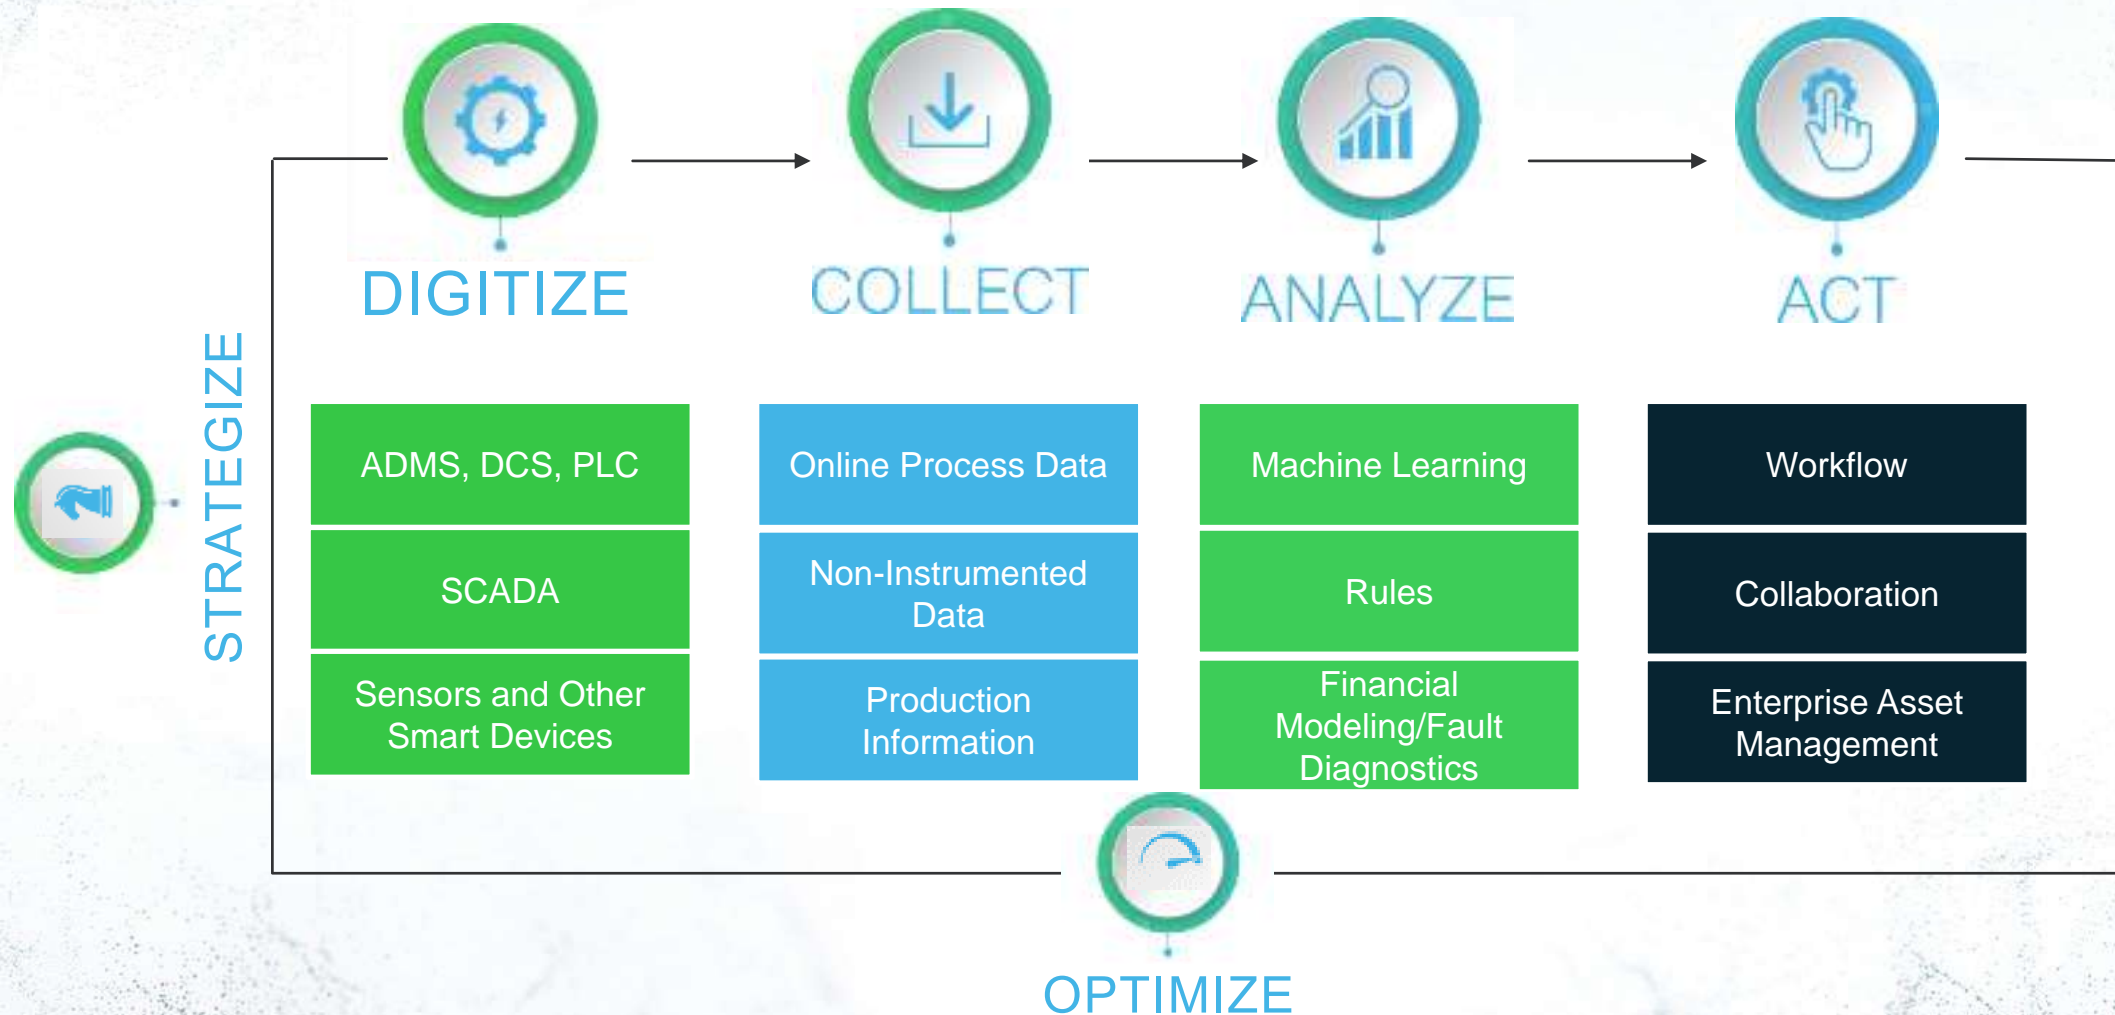 DIGITIZE
COLLECT
ANALYZE
ACT
STRATEGIZE
ADMS, DCS, PLC
SCADA
Sensors and Other
Smart Devices
Online Process Data
Non-Instrumented
Data
Production
Information
Machine Learning
Rules
Financial
Modeling/Fault
Diagnostics
Workflow
Collaboration
Enterprise Asset
Management
OPTIMIZE